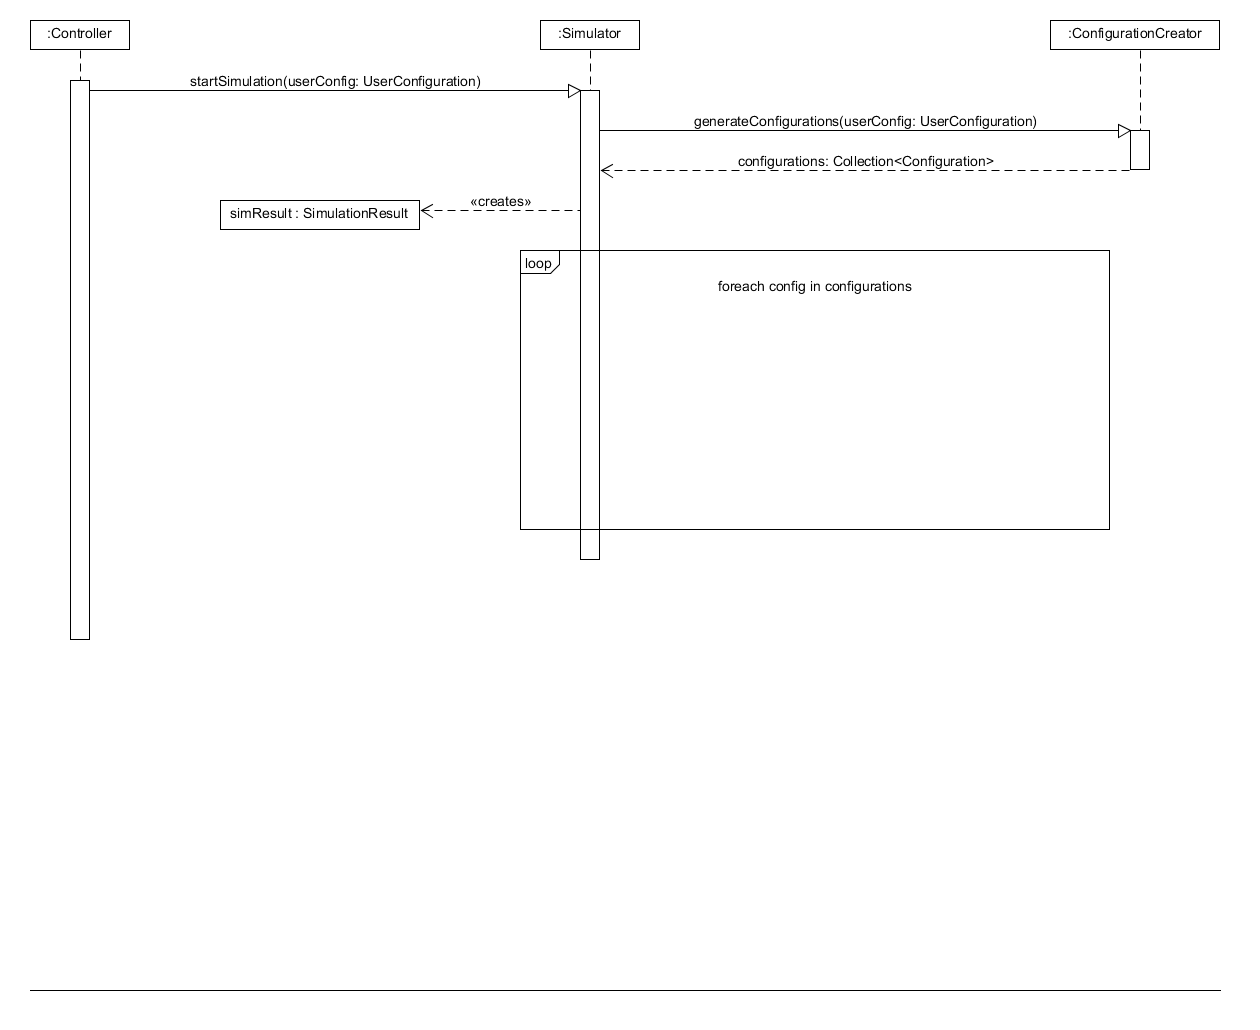 :Controller
:Simulator
:ConfigurationCreator
startSimulation(userConfig: UserConfiguration)
generateConfigurations(userConfig: UserConfiguration)
configurations: Collection<Configuration>
«creates»
simResult : SimulationResult
loop
foreach config in configurations